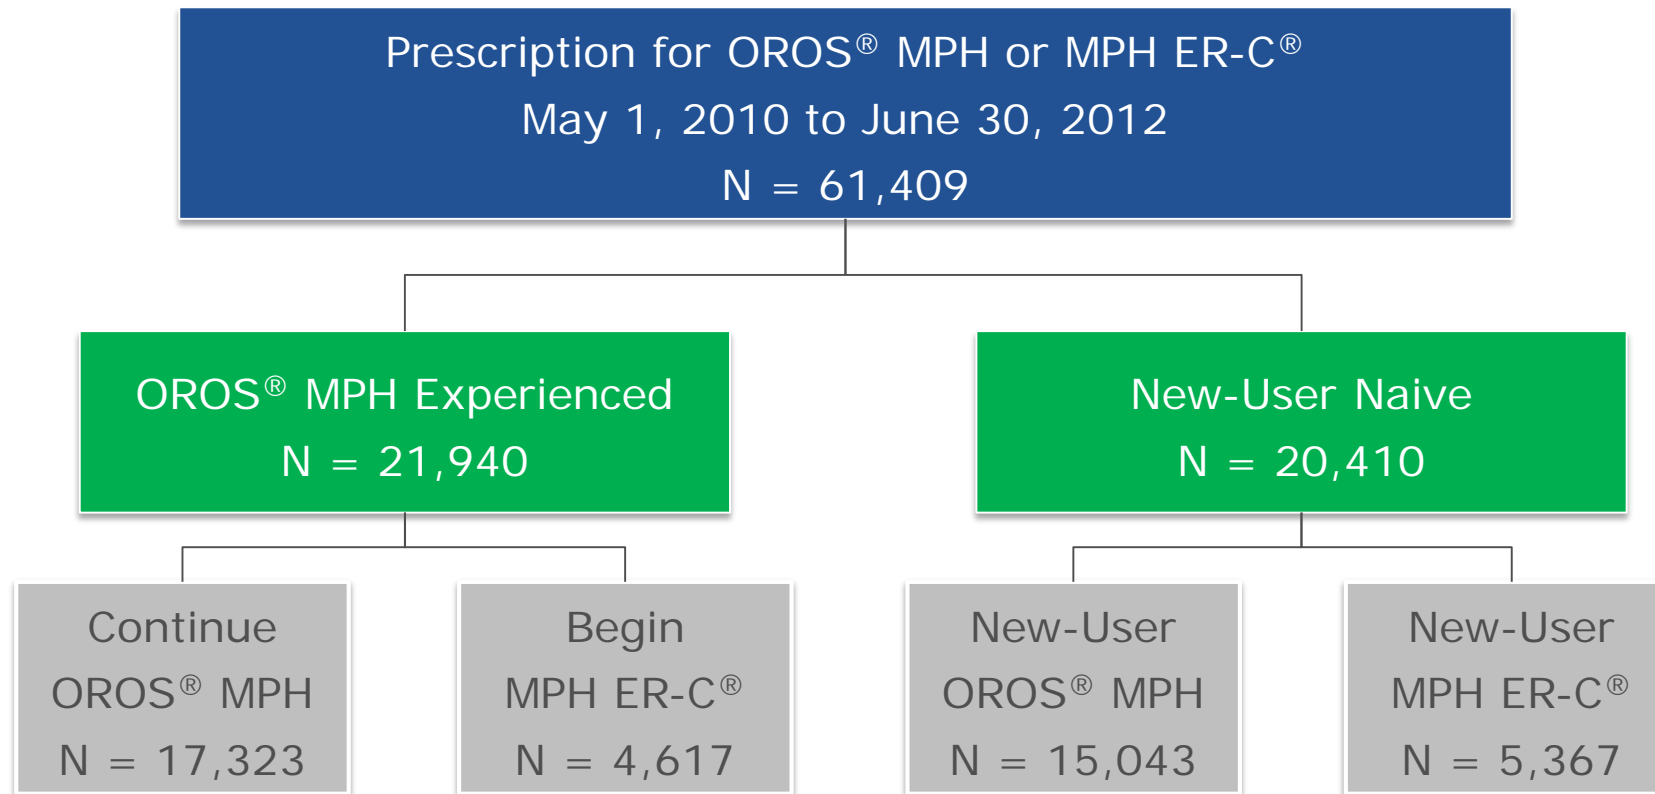 Prescription for OROS® MPH or MPH ER-C®
May 1, 2010 to June 30, 2012
N = 61,409
OROS® MPH Experienced
N = 21,940
New-User Naive
N = 20,410
Continue
OROS® MPH
N = 17,323
Begin
MPH ER-C®
N = 4,617
New-User
OROS® MPH
N = 15,043
New-User
MPH ER-C®
N = 5,367